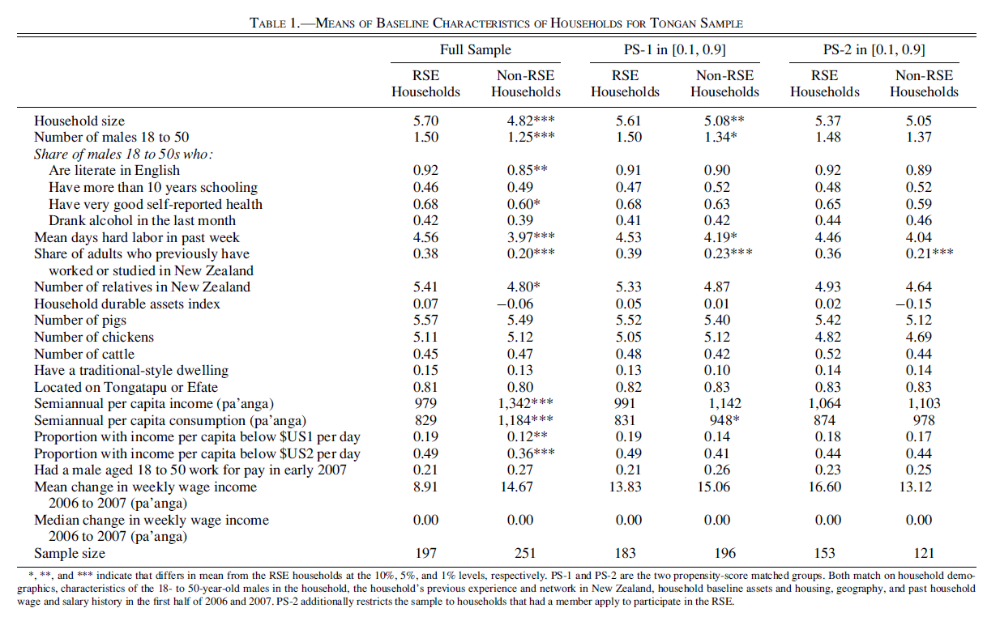 TABLE 1.—MEANS OF BASELINE CHARACTERISTICS OF HOUSEHOLDS FOR TONGAN SAMPLE
Full Sample PS-1 in [0.1, 0.9] PS-2 in [0.1, 0.9]
RSE Non-RSE RSE Non-RSE RSE Non-RSE
Households Households Households Households Households Households
Household size 5.70 4.82*** 5.61 5.08** 5.37 5.05
Number of males 18 to 50 1.50 1.25*** 1.50 1.34* 1.48 1.37
Share of males 18 to 50s who:
Are literate in English 0.92 0.85** 0.91 0.90 0.92 0.89
Have more than 10 years schooling 0.46 0.49 0.47 0.52 0.48 0.52
Have very good self-reported health 0.68 0.60* 0.68 0.63 0.65 0.59
Drank alcohol in the last month 0.42 0.39 0.41 0.42 0.44 0.46
Mean days hard labor in past week 4.56 3.97*** 4.53 4.19* 4.46 4.04
Share of adults who previously have 0.38 0.20*** 0.39 0.23*** 0.36 0.21***
worked or studied in New Zealand
Number of relatives in New Zealand 5.41 4.80* 5.33 4.87 4.93 4.64
Household durable assets index 0.07 −0.06 0.05 0.01 0.02 −0.15
Number of pigs 5.57 5.49 5.52 5.40 5.42 5.12
Number of chickens 5.11 5.12 5.05 5.12 4.82 4.69
Number of cattle 0.45 0.47 0.48 0.42 0.52 0.44
Have a traditional-style dwelling 0.15 0.13 0.13 0.10 0.14 0.14
Located on Tongatapu or Efate 0.81 0.80 0.82 0.83 0.83 0.83
Semiannual per capita income (pa'anga) 979 1,342*** 991 1,142 1,064 1,103
Semiannual per capita consumption (pa'anga) 829 1,184*** 831 948* 874 978
Proportion with income per capita below $US1 per day 0.19 0.12** 0.19 0.14 0.18 0.17
Proportion with income per capita below $US2 per day 0.49 0.36*** 0.49 0.41 0.44 0.44
Had a male aged 18 to 50 work for pay in early 2007 0.21 0.27 0.21 0.26 0.23 0.25
Mean change in weekly wage income 8.91 14.67 13.83 15.06 16.60 13.12
2006 to 2007 (pa'anga)
Median change in weekly wage income 0.00 0.00 0.00 0.00 0.00 0.00
2006 to 2007 (pa'anga)
Sample size 197 251 183 196 153 121
*, **, and *** indicate that differs in mean from the RSE households at the 10%, 5%, and 1% levels, respectively. PS-1 and PS-2 are the two propensity-score matched groups. Both match on household demo-
graphics, characteristics of the 18- to 50-year-old males in the household, the household's previous experience and network in New Zealand, household baseline assets and housing, geography, and past household
wage and salary history in the first half of 2006 and 2007. PS-2 additionally restricts the sample to households that had a member apply to participate in the RSE.